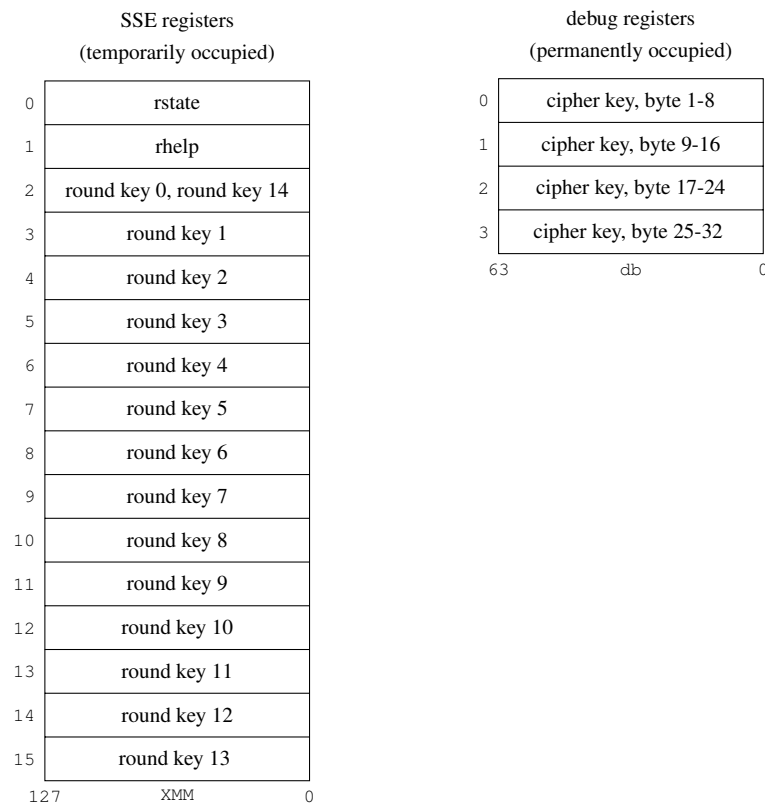 SSE registers
(temporarily occupied)
0 rstate
1 rhelp
2 round key 0, round key 14
3 round key 1
4 round key 2
5 round key 3
6 round key 4
7 round key 5
8 round key 6
9 round key 7
10 round key 8
11 round key 9
12 round key 10
13 round key 11
14 round key 12
15 round key 13
127 XMM 0
debug registers
(permanently occupied)
0 cipher key, byte 1-8
1 cipher key, byte 9-16
2 cipher key, byte 17-24
3 cipher key, byte 25-32
63 db 0